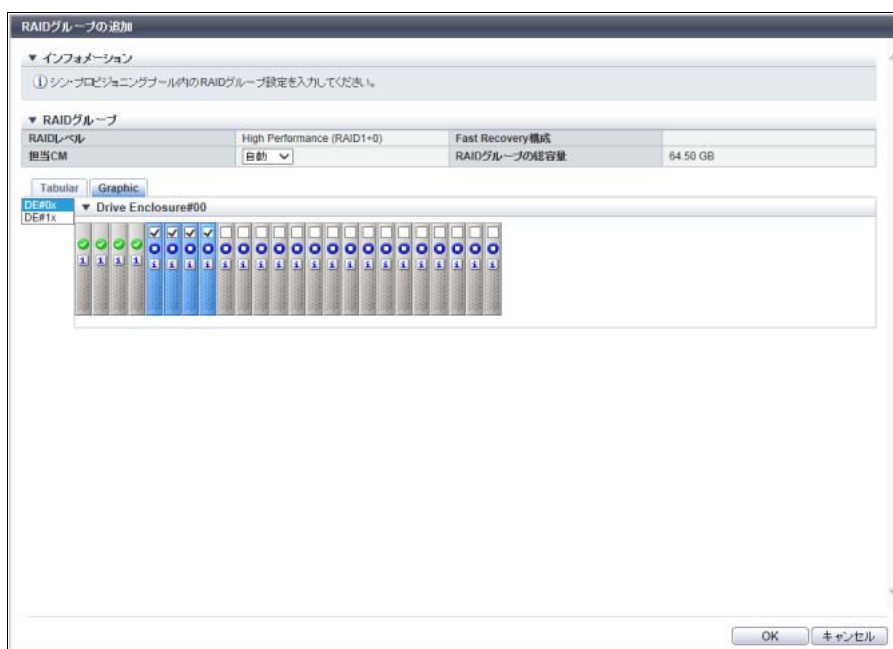 RAIDグループの追加
▼ インフォメーション
シン・プロビジョニングプール内のRAIDグループ設定を入力してください。
▼ RAIDグループ
RAIDレベル High Performance (RAID1+0) Fast Recovery構成
担当CM 自動 RAIDグループの総容量 64.50 GB
Tabular Graphic
DE#0x ▼ Drive Enclosure#00
DE#1x
OK キャンセル